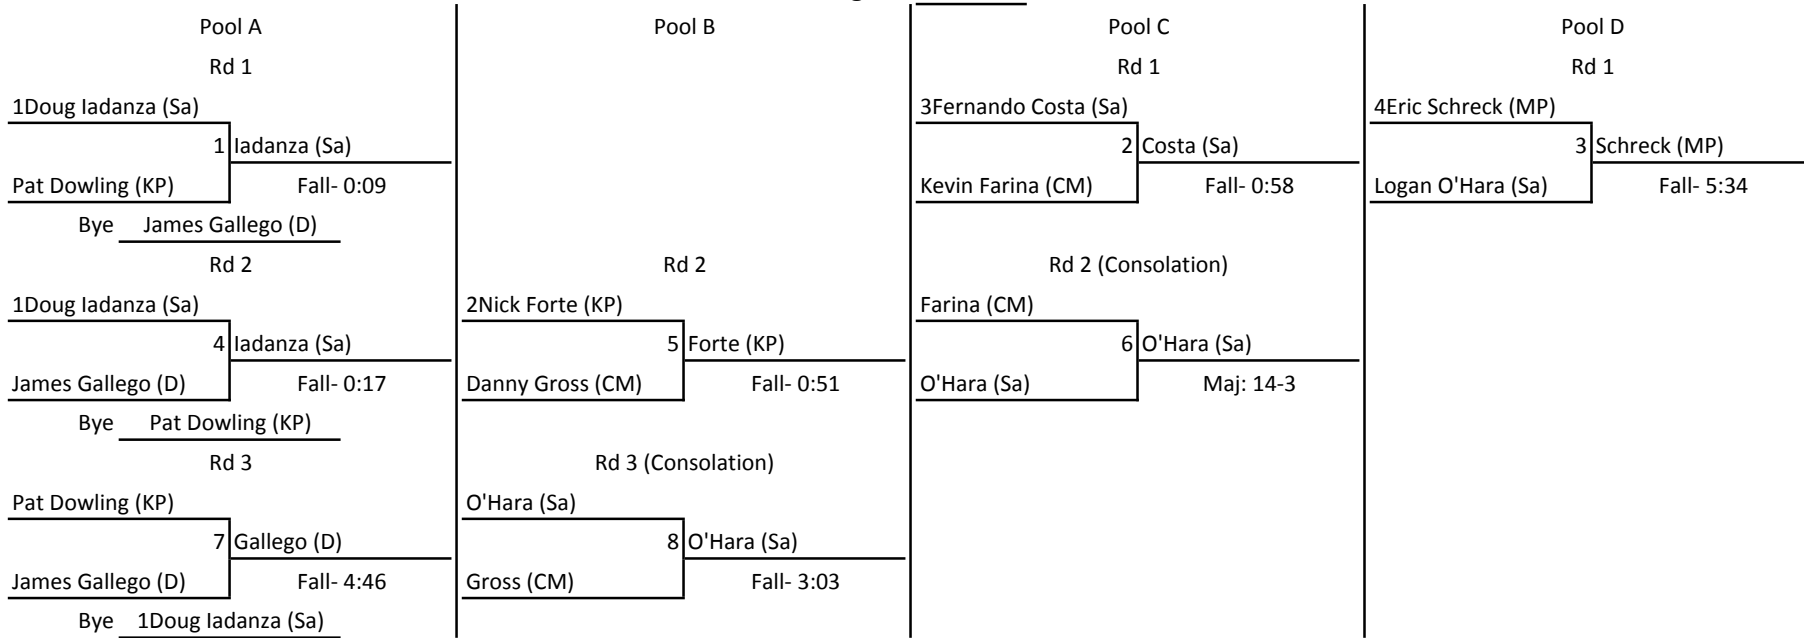 Pool A
Rd 1
1Doug Iadanza (Sa)
1 Iadanza (Sa)
Pat Dowling (KP) Fall- 0:09
Bye James Gallego (D)
Rd 2
1Doug Iadanza (Sa)
4 Iadanza (Sa)
James Gallego (D) Fall- 0:17
Bye Pat Dowling (KP)
Rd 3
Pat Dowling (KP)
7 Gallego (D)
James Gallego (D) Fall- 4:46
Bye 1Doug Iadanza (Sa)
Pool B
Rd 2
2Nick Forte (KP)
5 Forte (KP)
Danny Gross (CM) Fall- 0:51
Rd 3 (Consolation)
O'Hara (Sa)
8 O'Hara (Sa)
Gross (CM) Fall- 3:03
Pool C
Rd 1
3Fernando Costa (Sa)
2 Costa (Sa)
Kevin Farina (CM) Fall- 0:58
Rd 2 (Consolation)
Farina (CM)
6 O'Hara (Sa)
O'Hara (Sa) Maj: 14-3
Pool D
Rd 1
4Eric Schreck (MP)
3 Schreck (MP)
Logan O'Hara (Sa) Fall- 5:34